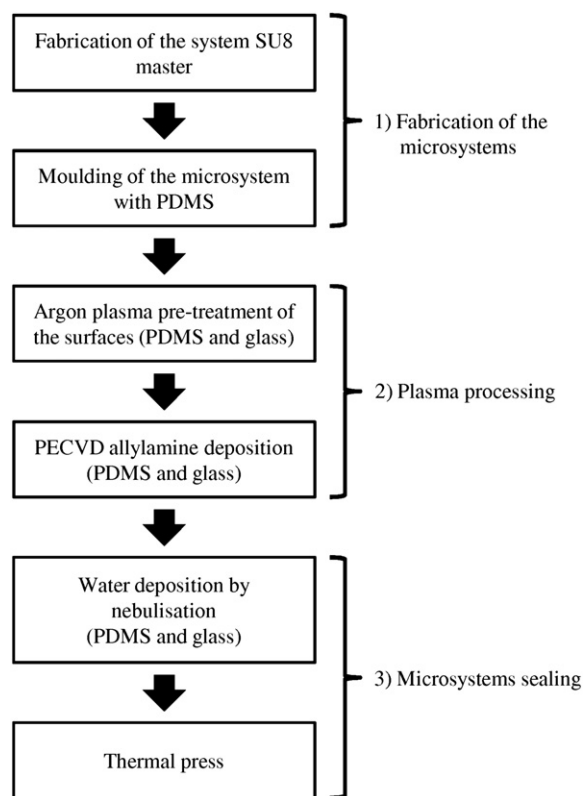 Fabrication of the system SU8
master
1) Fabrication of the
microsystems
Moulding of the microsystem
with PDMS
Argon plasma pre-treatment of
the surfaces (PDMS and glass)
2) Plasma processing
PECVD allylamine deposition
(PDMS and glass)
Water deposition by
nebulisation
(PDMS and glass)
3) Microsystems sealing
Thermal press